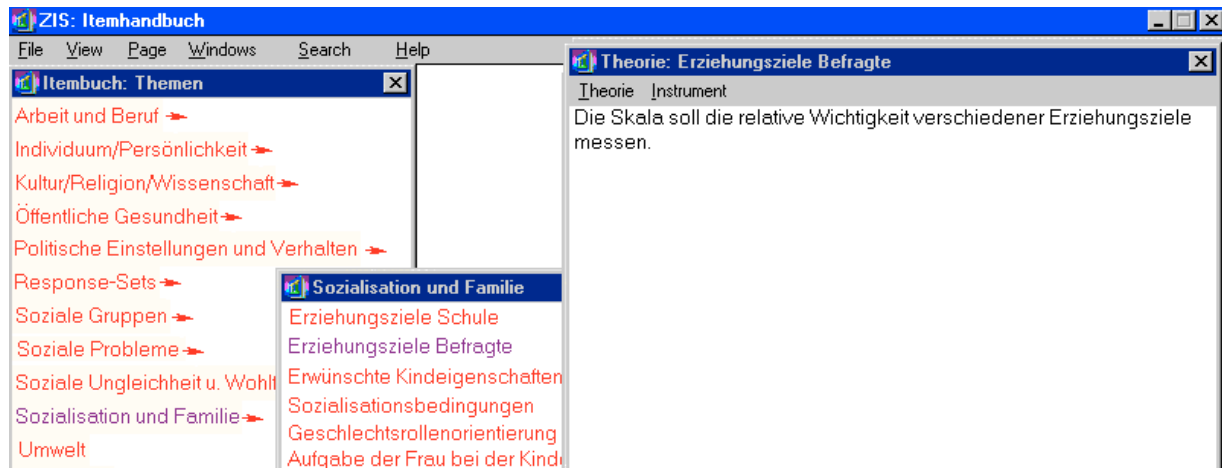 ZIS: Itemhandbuch
File View Page Windows Search Help
Itembuch: Themen
Arbeit und Beruf
Individuum/Persönlichkeit
Kultur/Religion/Wissenschaft
Öffentliche Gesundheit
Politische Einstellungen und Verhalten
Response-Sets
Soziale Gruppen
Soziale Probleme
Soziale Ungleichheit u. Wohlf
Sozialisation und Familie
Umwelt
Sozialisation und Familie
Erziehungsziele Schule
Erziehungsziele Befragte
Erwünschte Kindeigenschaften
Sozialisationsbedingungen
Geschlechtsrollenorientierung
Aufgabe der Frau bei der Kind
Theorie: Erziehungsziele Befragte
Theorie Instrument
Die Skala soll die relative Wichtigkeit verschiedener Erziehungsziele
messen.